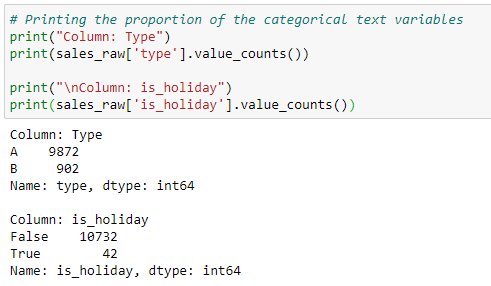 # Printing the proportion of the categorical text variables
print("Column: Type")
print(sales_raw['type'].value_counts())
print("\nColumn: is_holiday")
print(sales_raw['is_holiday'].value_counts())
Column: Type
A    9872
B     902
Name: type, dtype: int64
Column: is_holiday
False    10732
True        42
Name: is_holiday, dtype: int64